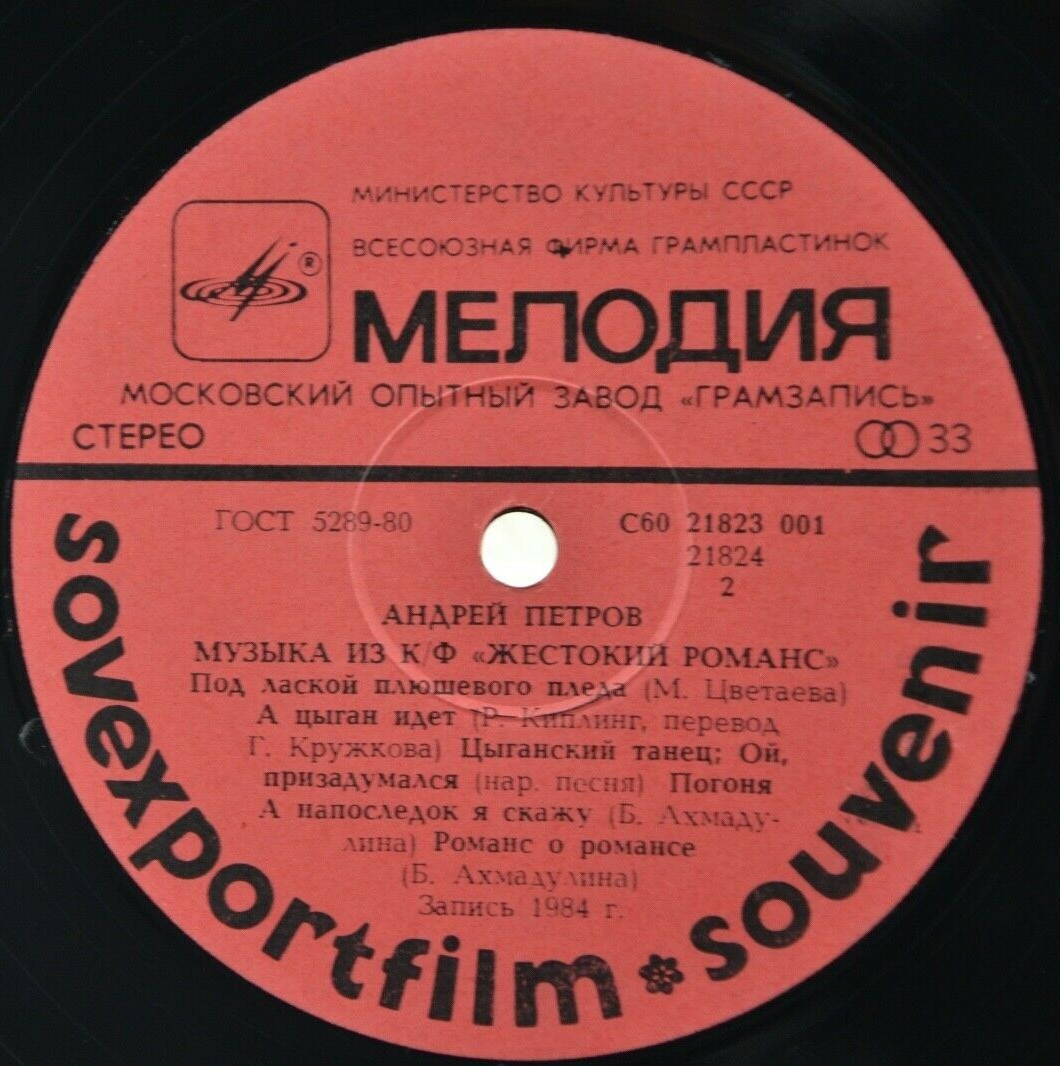 МИНИСТЕРСТВО КУЛЬТУРЫ СССР
ВСЕСОЮЗНАЯ ФИРМА ГРАМПЛАСТИНОК
®
МЕЛОДИЯ
МОСКОВСКИЙ ОПЫТНЫЙ ЗАВОД «ГРАМЗАПИСЬ»
СТЕРЕО
33
ГОСТ 5289-80
С60 21823 001
21824
2
АНДРЕЙ ПЕТРОВ
МУЗЫКА ИЗ К/Ф «ЖЕСТОКИЙ РОМАНС»
Под лаской плюшевого пледа (М. Цветаева)
А цыган идет (Р. Киплинг, перевод
Г. Кружкова) Цыганский танец; Ой,
призадумался (нар. песня) Погоня
А напоследок я скажу (Б. Ахмаду-
лина) Романс о романсе
(Б. Ахмадулина)
Запись 1984 г.
sovexportfilm * souvenir